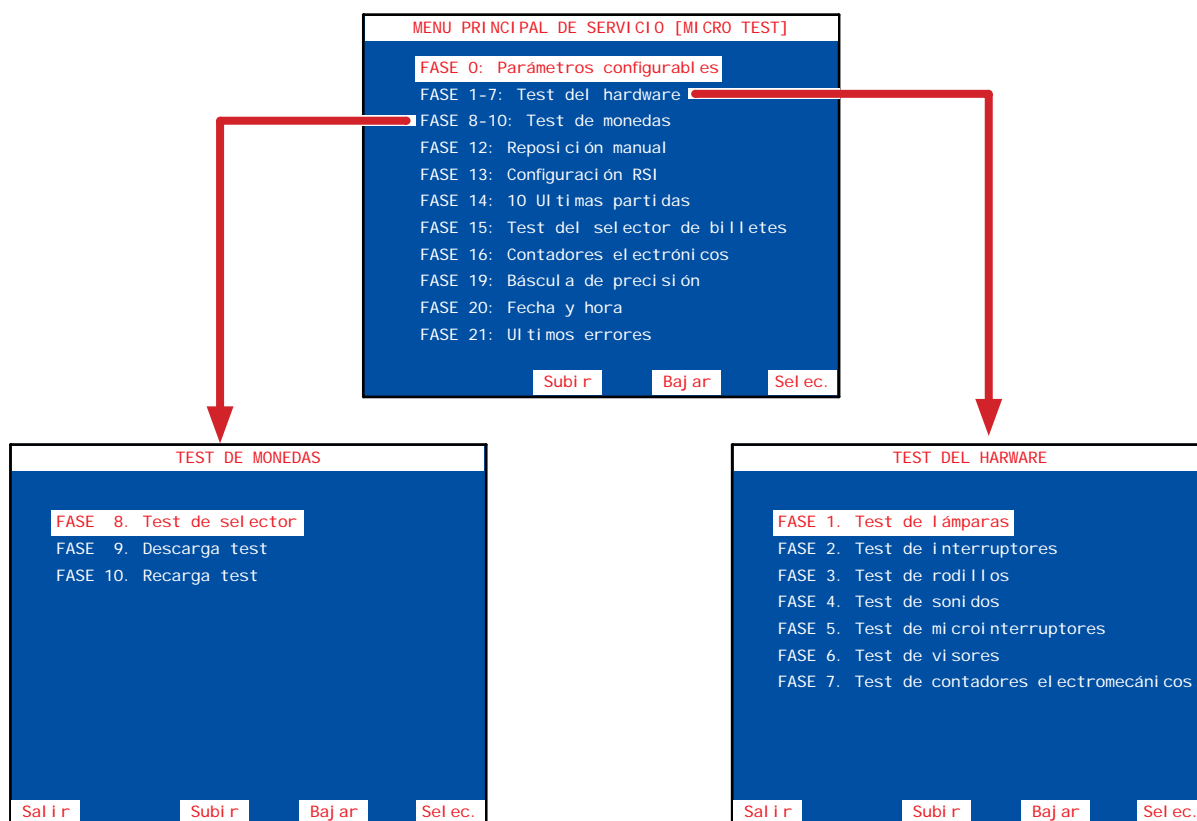 MENU PRINCIPAL DE SERVICIO [MICRO TEST]
FASE 0: Parámetros configurables
FASE 1-7: Test del hardware
FASE 8-10: Test de monedas
FASE 12: Reposición manual
FASE 13: Configuración RSI
FASE 14: 10 Ultimas partidas
FASE 15: Test del selector de billetes
FASE 16: Contadores electrónicos
FASE 19: Báscula de precisión
FASE 20: Fecha y hora
FASE 21: Ultimos errores
Subir Bajar Selec.
TEST DE MONEDAS
FASE 8. Test de selector
FASE 9. Descarga test
FASE 10. Recarga test
Salir Subir Bajar Selec.
TEST DEL HARWARE
FASE 1. Test de lámparas
FASE 2. Test de interruptores
FASE 3. Test de rodillos
FASE 4. Test de sonidos
FASE 5. Test de microinterruptores
FASE 6. Test de visores
FASE 7. Test de contadores electromecánicos
Salir Subir Bajar Selec.